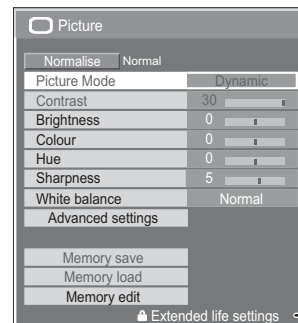 Picture
Normalise Normal
Picture Mode Dynamic
Contrast 30
Brightness 0
Colour 0
Hue 0
Sharpness 5
White balance Normal
Advanced settings
Memory save
Memory load
Memory edit
Extended life settings